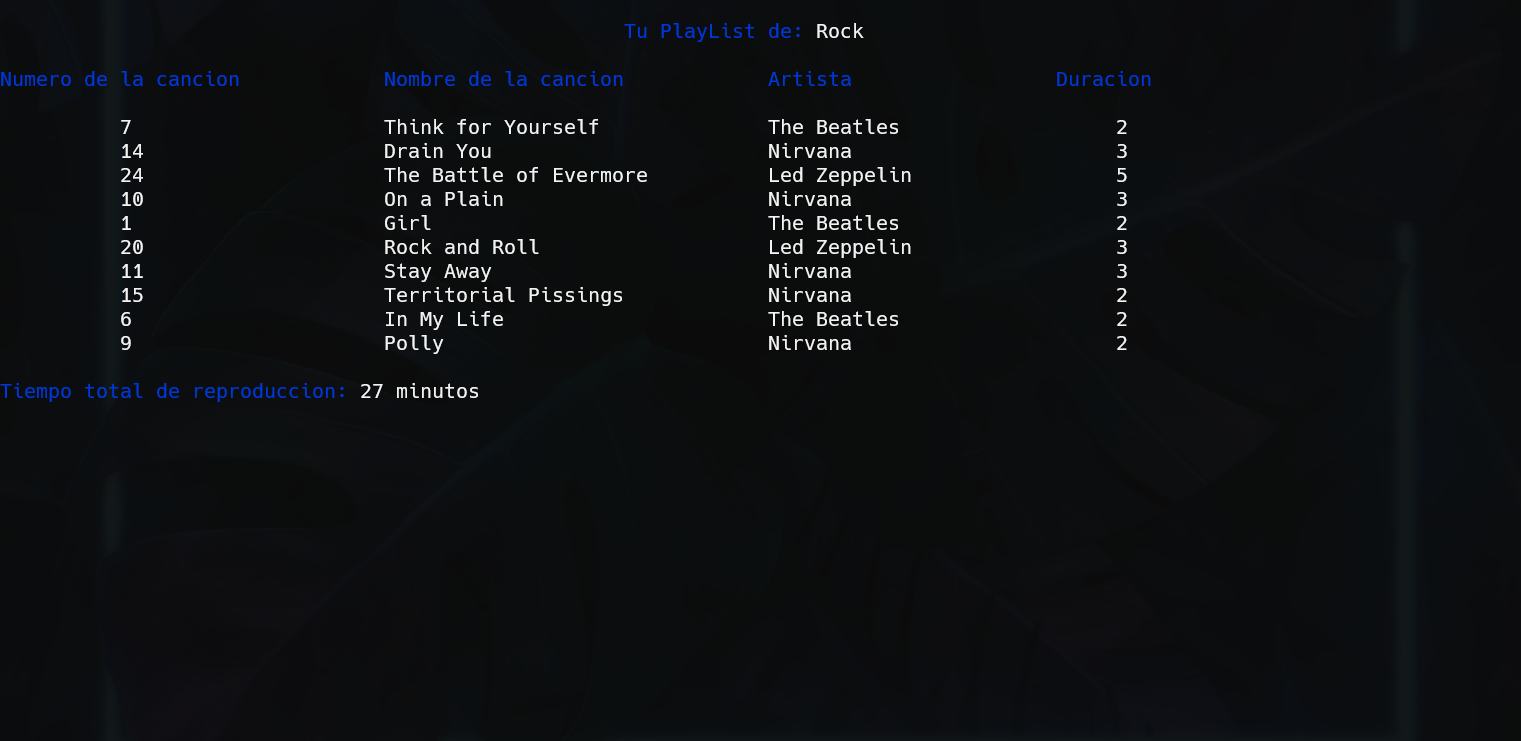 Tu PlayList de: Rock
Numero de la cancion Nombre de la cancion Artista Duracion
7 Think for Yourself The Beatles 2
14 Drain You Nirvana 3
24 The Battle of Evermore Led Zeppelin 5
10 On a Plain Nirvana 3
1 Girl The Beatles 2
20 Rock and Roll Led Zeppelin 3
11 Stay Away Nirvana 3
15 Territorial Pissings Nirvana 2
6 In My Life The Beatles 2
9 Polly Nirvana 2
Tiempo total de reproduccion: 27 minutos